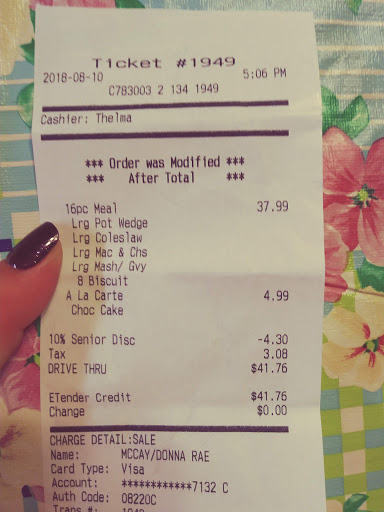 Ticket #1949
2018-08-10 5:06 PM
C783003 2 134 1949
Cashier: Thelma
*** Order was Modified ***
*** After Total ***
16pc Meal 37.99
Lrg Pot Wedge
Lrg Coleslaw
Lrg Mac & Chs
Lrg Mash/ Gvy
8 Biscuit
A La Carte 4.99
Choc Cake
10% Senior Disc -4.30
Tax 3.08
DRIVE THRU $41.76
ETender Credit $41.76
Change $0.00
CHARGE DETAIL:SALE
Name: MCCAY/DONNA RAE
Card Type: Visa
Account: ************7132 C
Auth Code: 08220C
Trans #: 1949